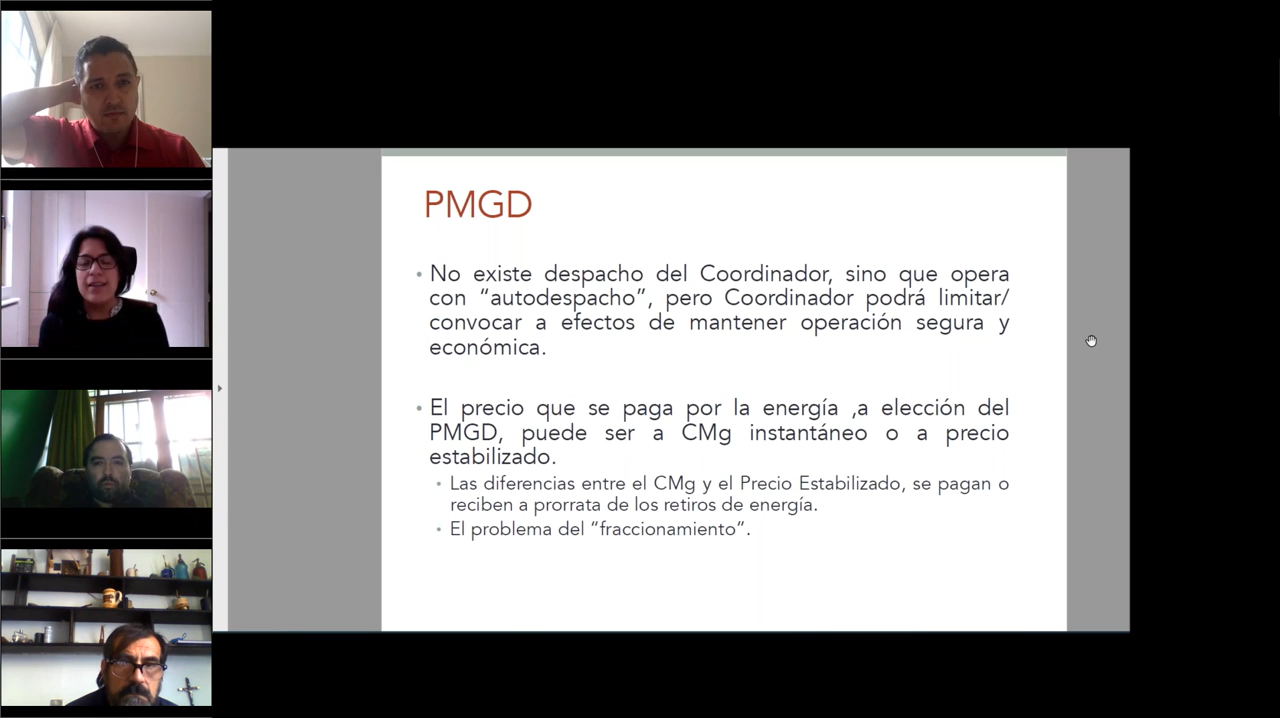 PMGD
• No existe despacho del Coordinador, sino que opera
con “autodespacho”, pero Coordinador podrá limitar/
convocar a efectos de mantener operación segura y
económica.
• El precio que se paga por la energía ,a elección del
PMGD, puede ser a CMg instantáneo o a precio
estabilizado.
• Las diferencias entre el CMg y el Precio Estabilizado, se pagan o
reciben a prorrata de los retiros de energía.
• El problema del “fraccionamiento”.